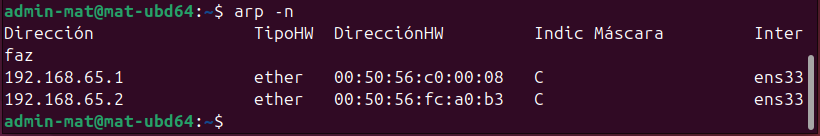 admin-mat@mat-ubd64:~$ arp -n
Dirección                TipoHW  DirecciónHW         Indic Máscara         Inter
faz
192.168.65.1             ether   00:50:56:c0:00:08   C                     ens33
192.168.65.2             ether   00:50:56:fc:a0:b3   C                     ens33
admin-mat@mat-ubd64:~$